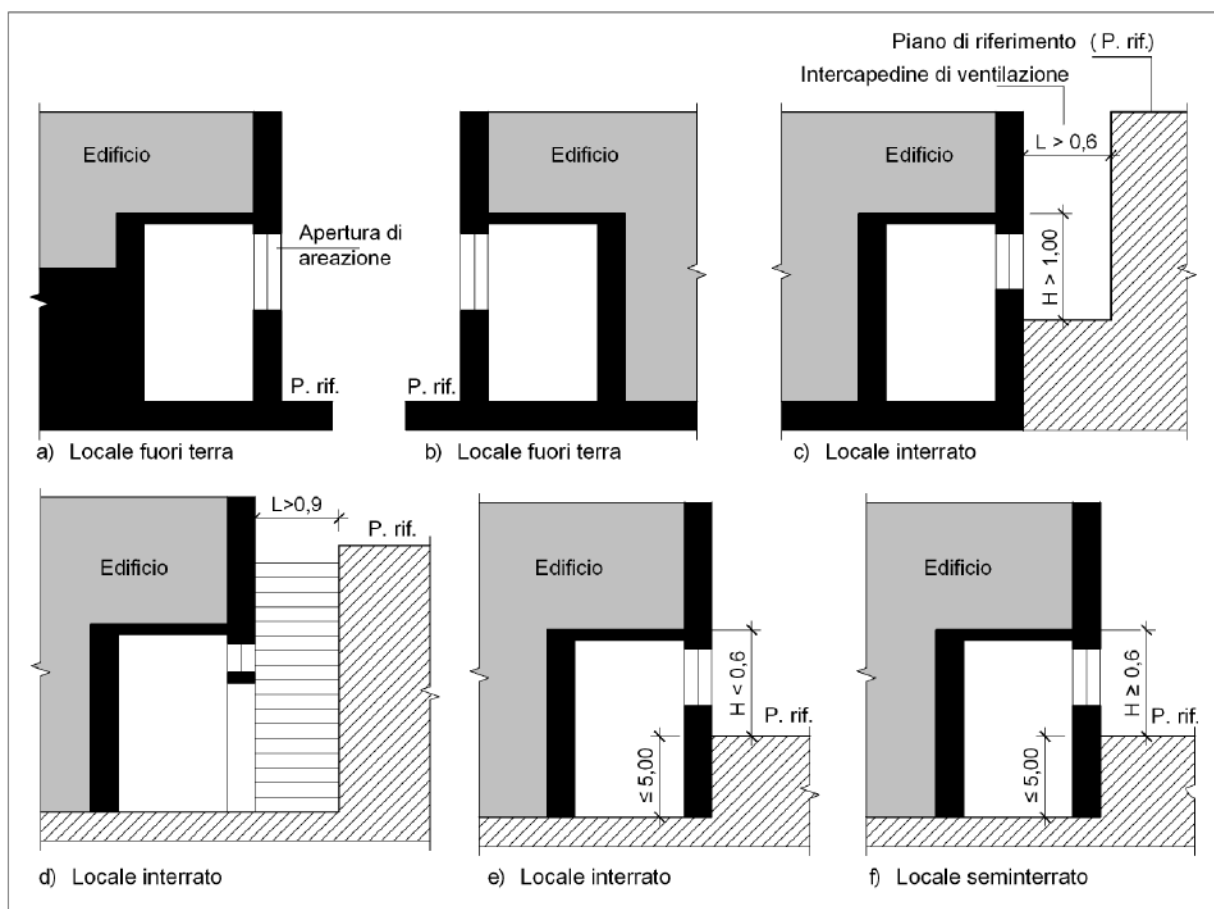 Piano di riferimento ( P. rif.)
Intercapedine di ventilazione
L > 0,6
Edificio
Edificio
Edificio
Apertura di
areazione
H > 1,00
P. rif.
P. rif.
a) Locale fuori terra
b) Locale fuori terra
c) Locale interrato
L>0,9
P. rif.
Edificio
Edificio
Edificio
H < 0,6
H ≥ 0,6
P. rif.
P. rif.
≤ 5,00
≤ 5,00
d) Locale interrato
e) Locale interrato
f) Locale seminterrato